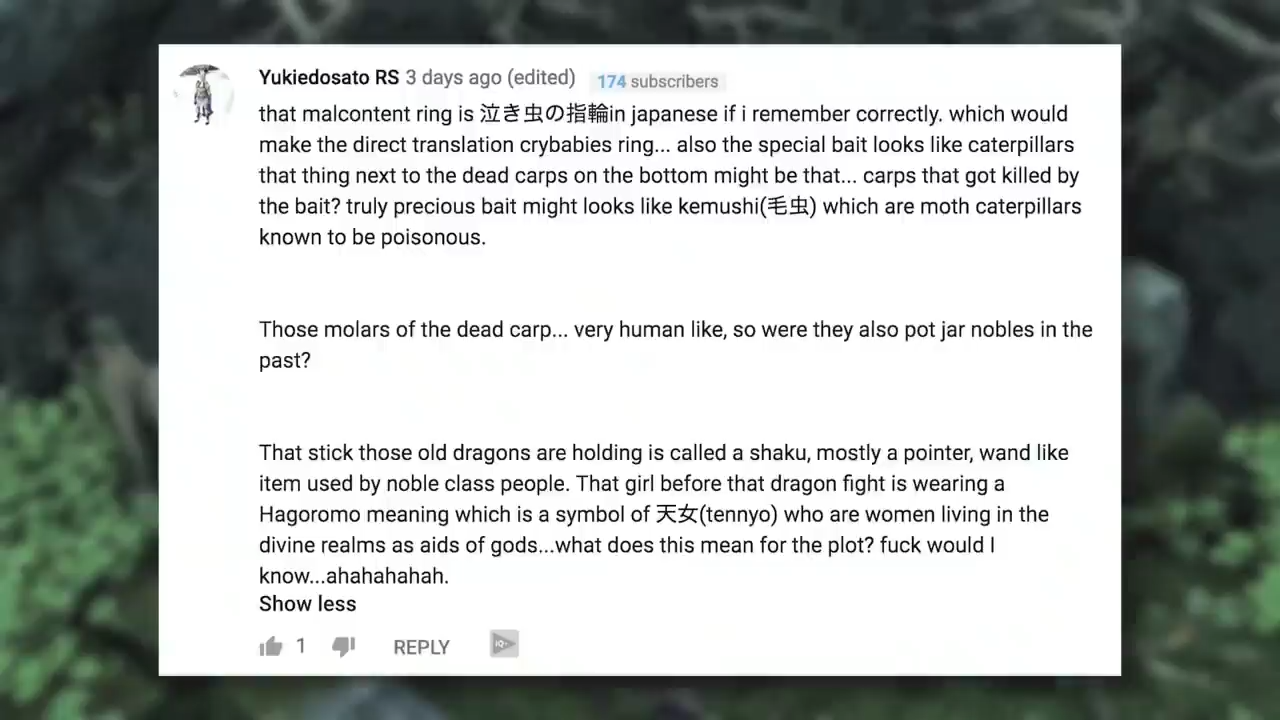 Yukiedosato RS 3 days ago (edited) 174 subscribers
that malcontent ring is 泣き虫の指輪in japanese if i remember correctly. which would
make the direct translation crybabies ring... also the special bait looks like caterpillars
that thing next to the dead carps on the bottom might be that... carps that got killed by
the bait? truly precious bait might looks like kemushi(毛虫) which are moth caterpillars
known to be poisonous.
Those molars of the dead carp... very human like, so were they also pot jar nobles in the
past?
That stick those old dragons are holding is called a shaku, mostly a pointer, wand like
item used by noble class people. That girl before that dragon fight is wearing a
Hagoromo meaning which is a symbol of 天女(tennyo) who are women living in the
divine realms as aids of gods...what does this mean for the plot? fuck would I
know...ahahahahah.
Show less
1 REPLY